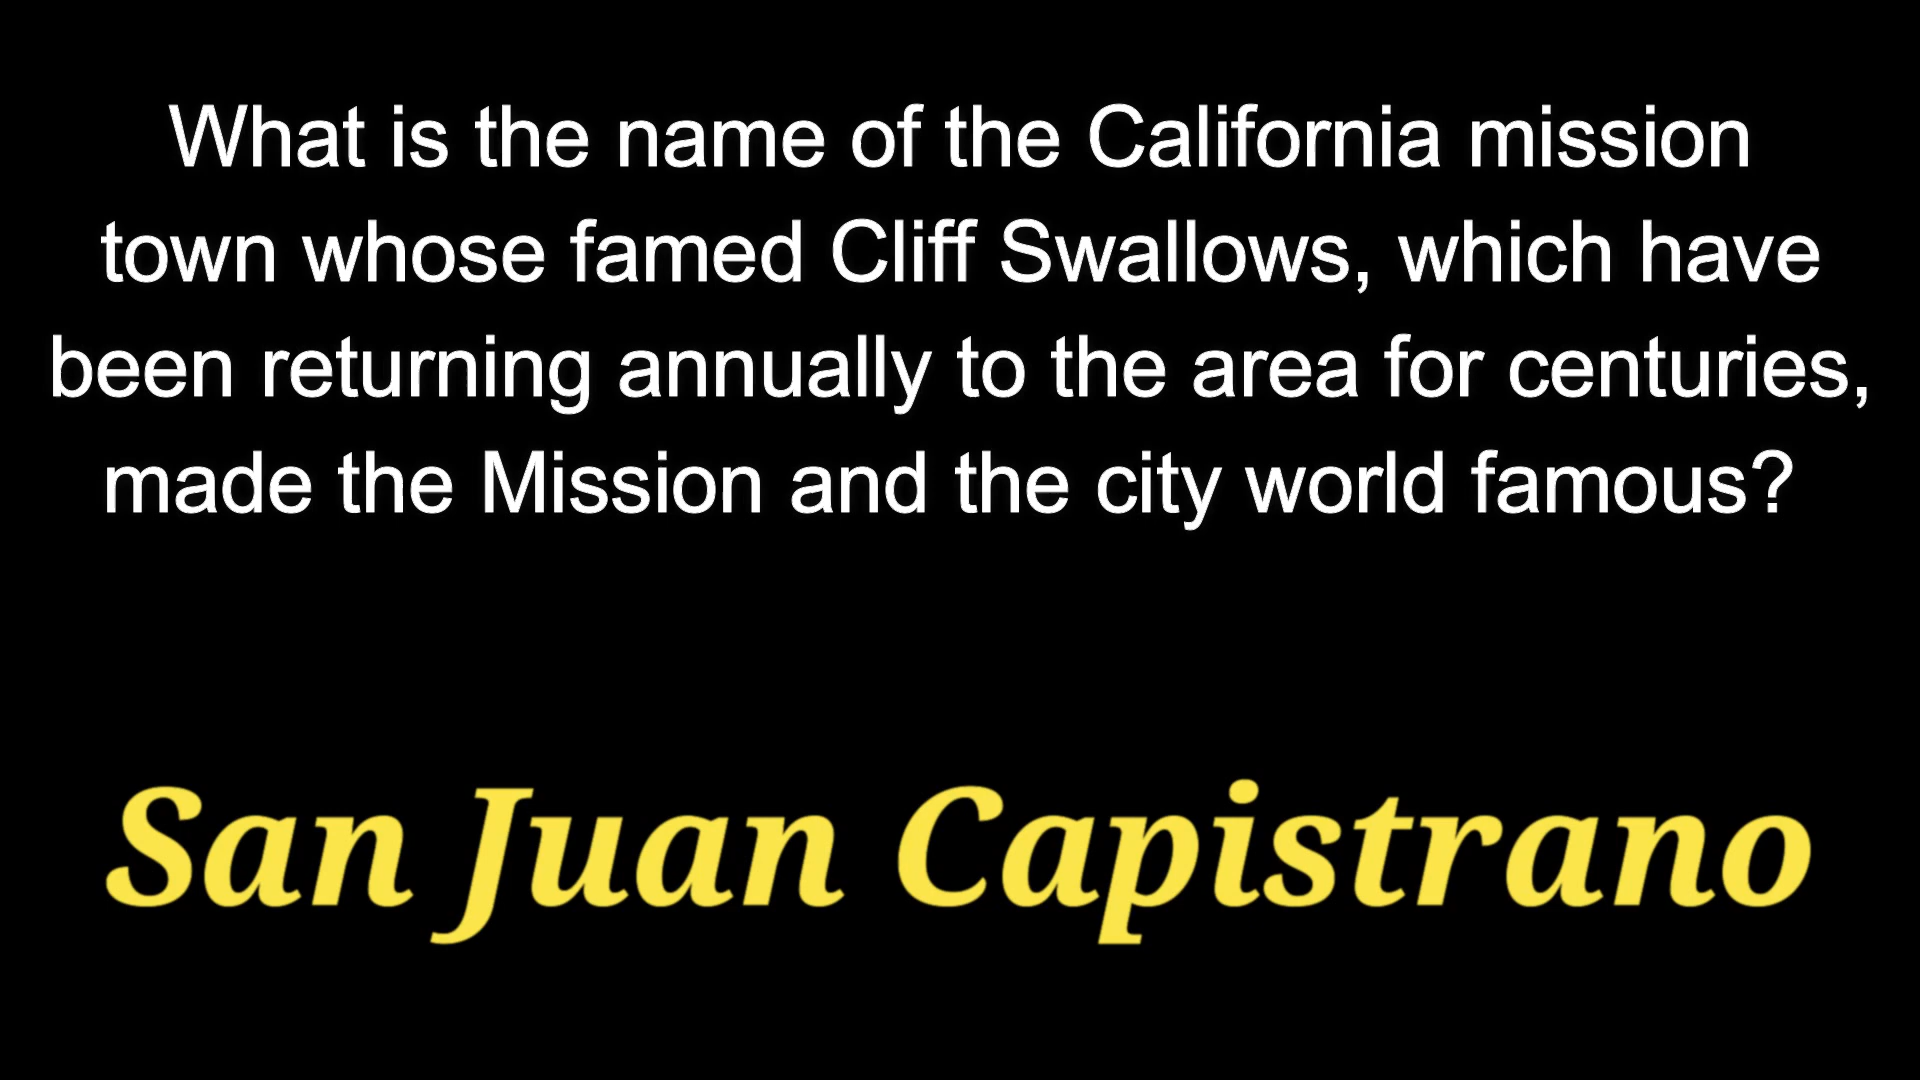 What is the name of the California mission
town whose famed Cliff Swallows, which have
been returning annually to the area for centuries,
made the Mission and the city world famous?
San Juan Capistrano